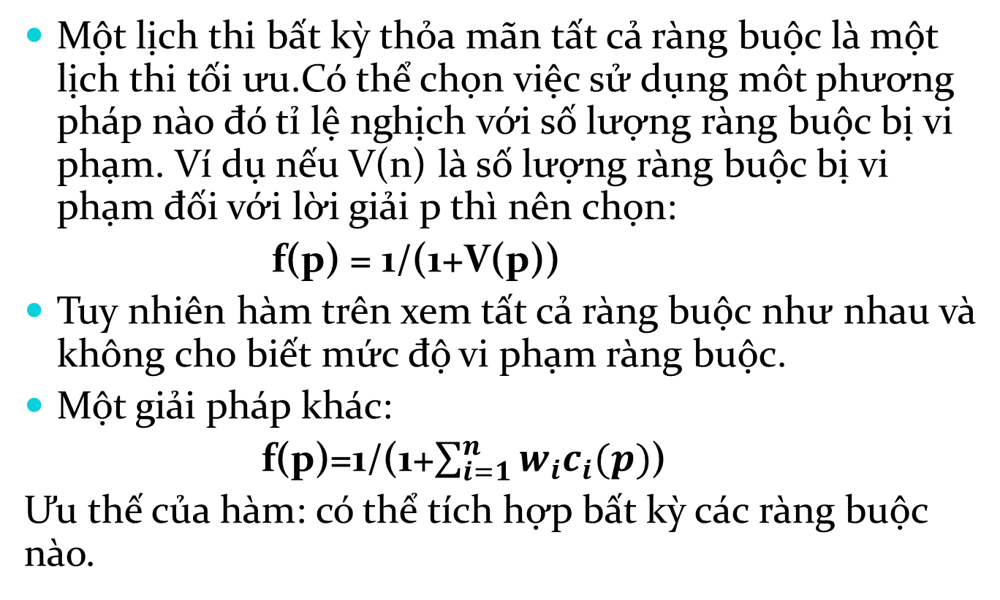 • Một lịch thi bất kỳ thỏa mãn tất cả ràng buộc là một
lịch thi tối ưu.Có thể chọn việc sử dụng môt phương
pháp nào đó tỉ lệ nghịch với số lượng ràng buộc bị vi
phạm. Ví dụ nếu V(n) là số lượng ràng buộc bị vi
phạm đối với lời giải p thì nên chọn:
f(p) = 1/(1+V(p))
• Tuy nhiên hàm trên xem tất cả ràng buộc như nhau và
không cho biết mức độ vi phạm ràng buộc.
• Một giải pháp khác:
f(p)=1/(1+∑ⁿᵢ₌₁ wᵢcᵢ(p))
Ưu thế của hàm: có thể tích hợp bất kỳ các ràng buộc
nào.